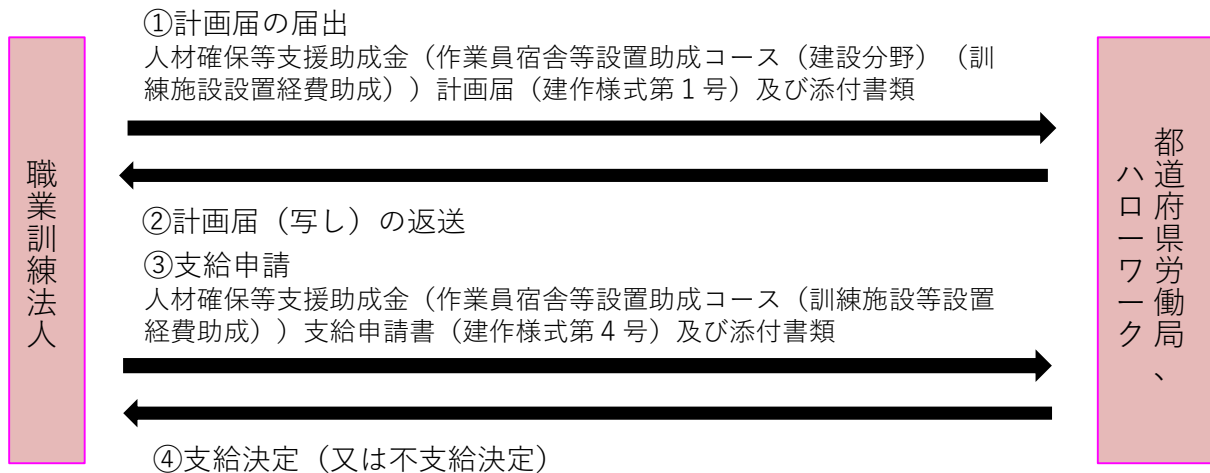 ①計画届の届出
人材確保等支援助成金（作業員宿舎等設置助成コース（建設分野）（訓
練施設設置経費助成））計画届（建作様式第１号）及び添付書類
職業訓練法人
都道府県労働局、
ハローワーク
②計画届（写し）の返送
③支給申請
人材確保等支援助成金（作業員宿舎等設置助成コース（訓練施設等設置
経費助成））支給申請書（建作様式第４号）及び添付書類
④支給決定（又は不支給決定）